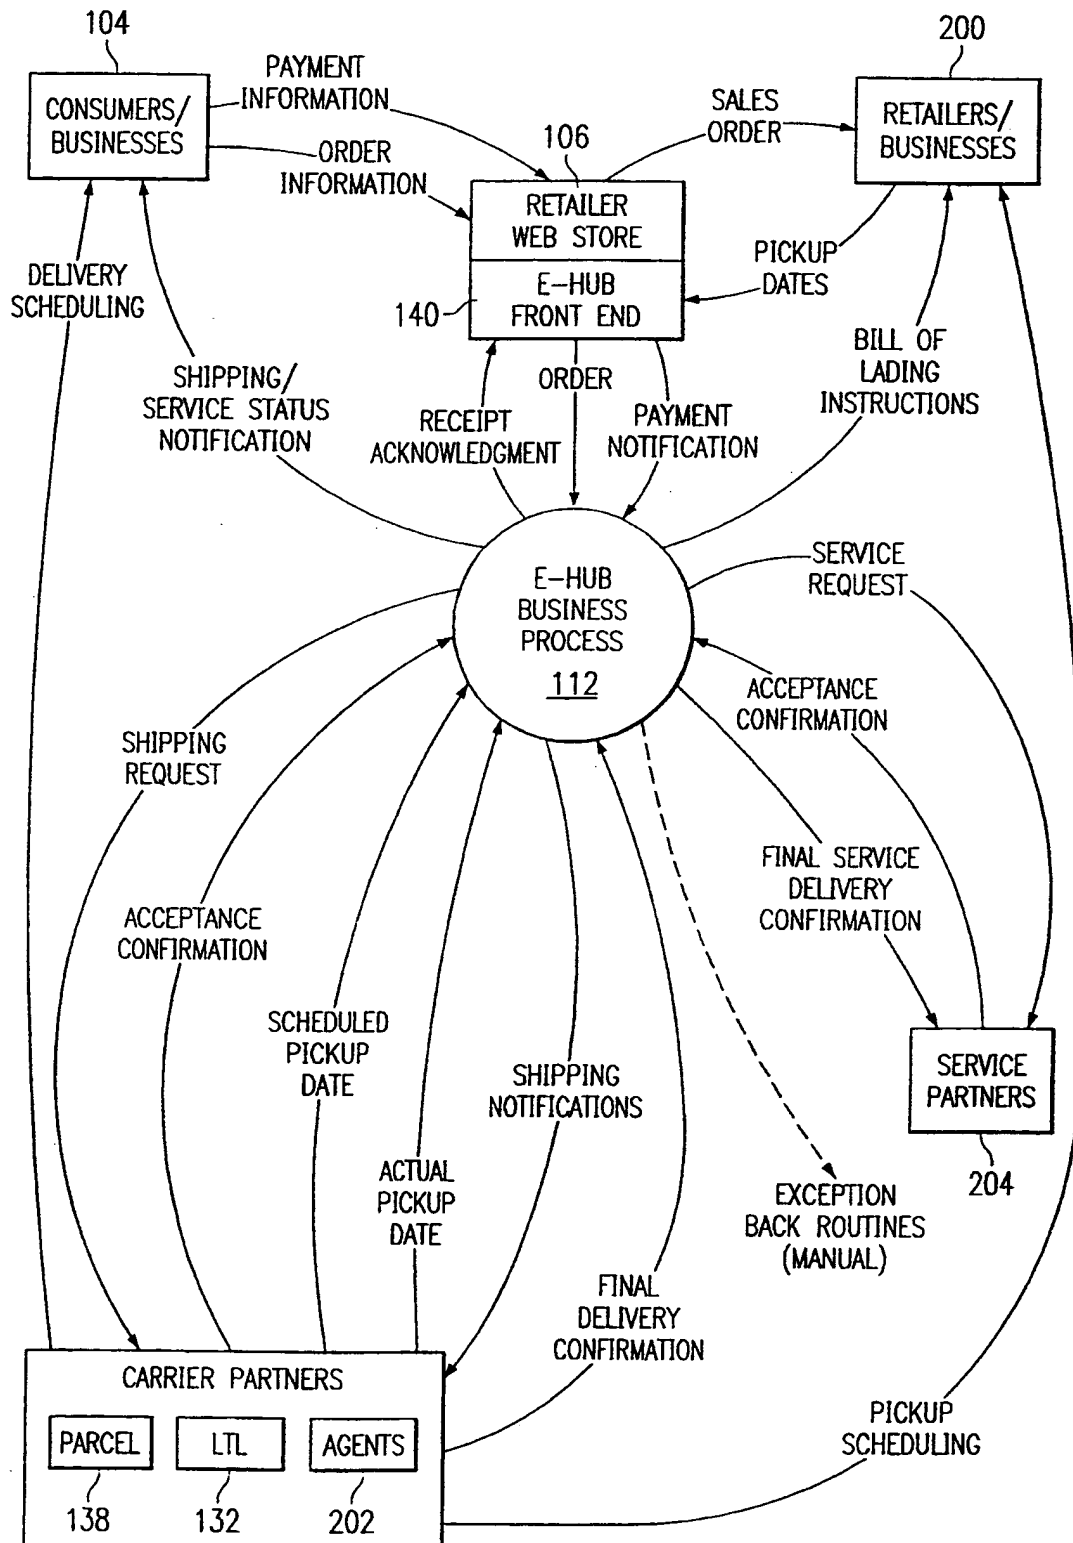 104
200
CONSUMERS/
BUSINESSES
PAYMENT
INFORMATION
ORDER
INFORMATION
106
RETAILER
WEB STORE
E-HUB
FRONT END
140
SALES
ORDER
RETAILERS/
BUSINESSES
PICKUP
DATES
DELIVERY
SCHEDULING
SHIPPING/
SERVICE STATUS
NOTIFICATION
RECEIPT
ACKNOWLEDGMENT
ORDER
PAYMENT
NOTIFICATION
BILL OF
LADING
INSTRUCTIONS
E-HUB
BUSINESS
PROCESS
112
SERVICE
REQUEST
ACCEPTANCE
CONFIRMATION
SHIPPING
REQUEST
FINAL SERVICE
DELIVERY
CONFIRMATION
ACCEPTANCE
CONFIRMATION
SCHEDULED
PICKUP
DATE
SHIPPING
NOTIFICATIONS
SERVICE
PARTNERS
204
ACTUAL
PICKUP
DATE
EXCEPTION
BACK ROUTINES
(MANUAL)
FINAL
DELIVERY
CONFIRMATION
CARRIER PARTNERS
PARCEL
LTL
AGENTS
138
132
202
PICKUP
SCHEDULING